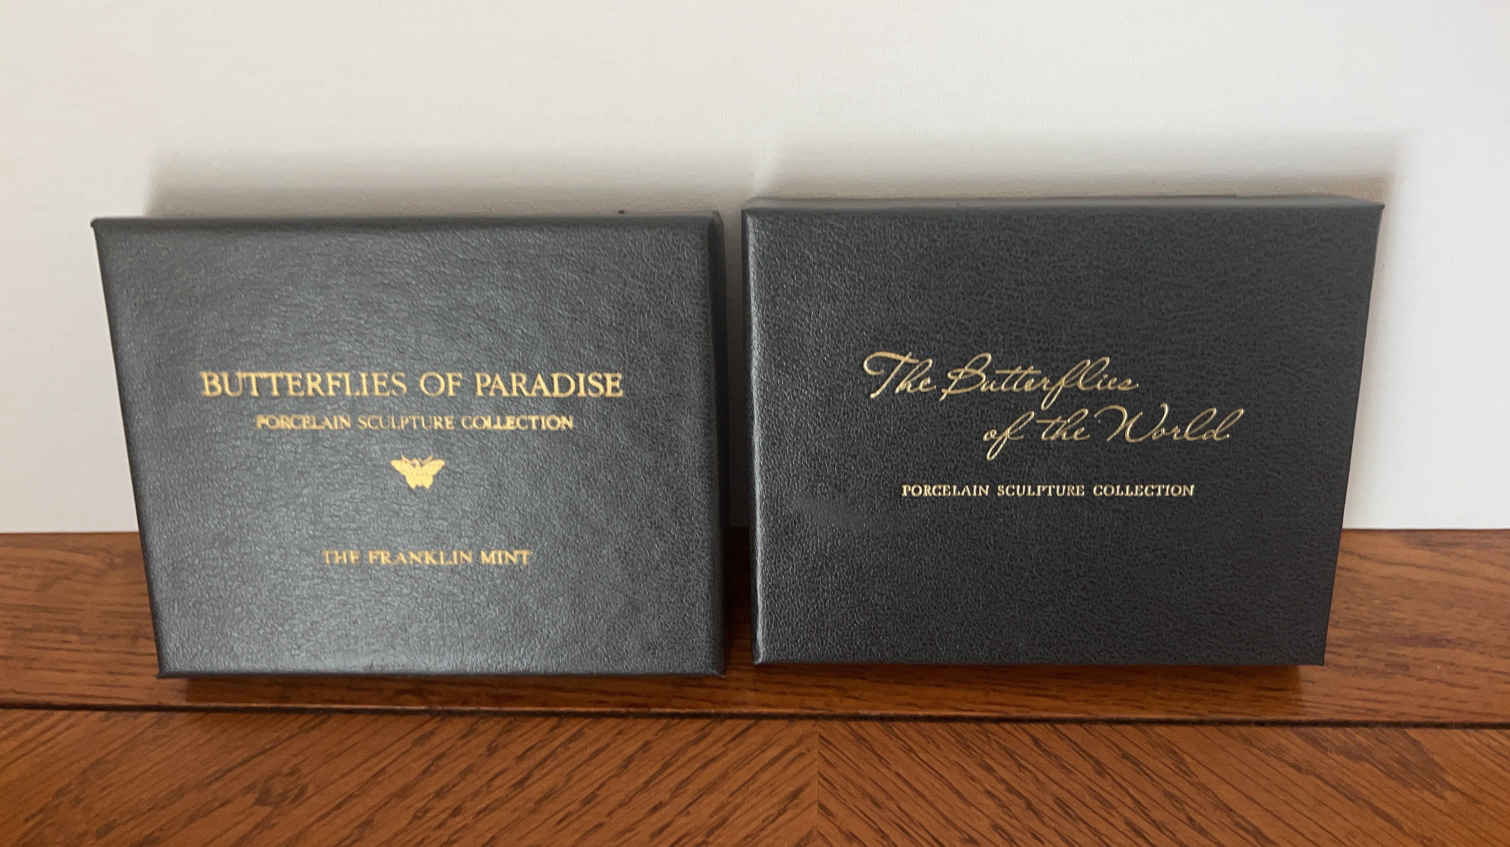 BUTTERFLIES OF PARADISE
PORCELAIN SCULPTURE COLLECTION
THE FRANKLIN MINT
The Butterflies
of the World
PORCELAIN SCULPTURE COLLECTION